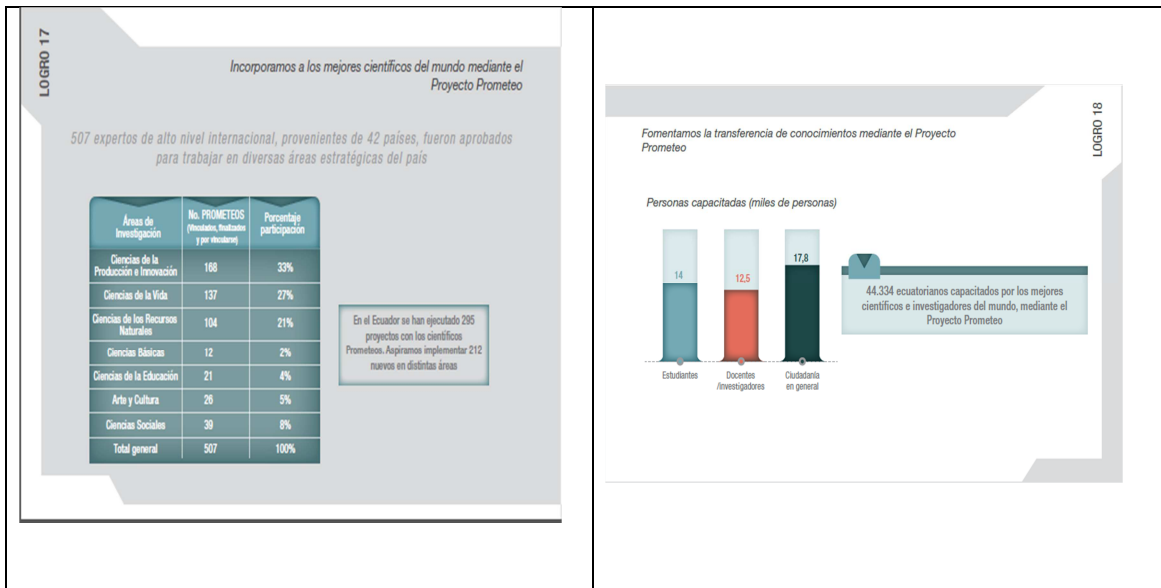 LOGRO 17
Incorporamos a los mejores científicos del mundo mediante el
Proyecto Prometeo
507 expertos de alto nivel internacional, provenientes de 42 países, fueron aprobados
para trabajar en diversas áreas estratégicas del país
Áreas de
Investigación
No. PROMETEOS
(Vinculados, finalizados
y por vincularse)
Porcentaje
participación
Ciencias de la
Producción e Innovación
168
33%
Ciencias de la Vida
137
27%
Ciencias de los Recursos
Naturales
104
21%
Ciencias Básicas
12
2%
Ciencias de la Educación
21
4%
Arte y Cultura
26
5%
Ciencias Sociales
39
8%
Total general
507
100%
En el Ecuador se han ejecutado 295
proyectos con los científicos
Prometeos. Aspiramos implementar 212
nuevos en distintas áreas
LOGRO 18
Fomentamos la transferencia de conocimientos mediante el Proyecto
Prometeo
Personas capacitadas (miles de personas)
14
12,5
17,8
Estudiantes
Docentes
/investigadores
Ciudadanía
en general
44.334 ecuatorianos capacitados por los mejores
científicos e investigadores del mundo, mediante el
Proyecto Prometeo